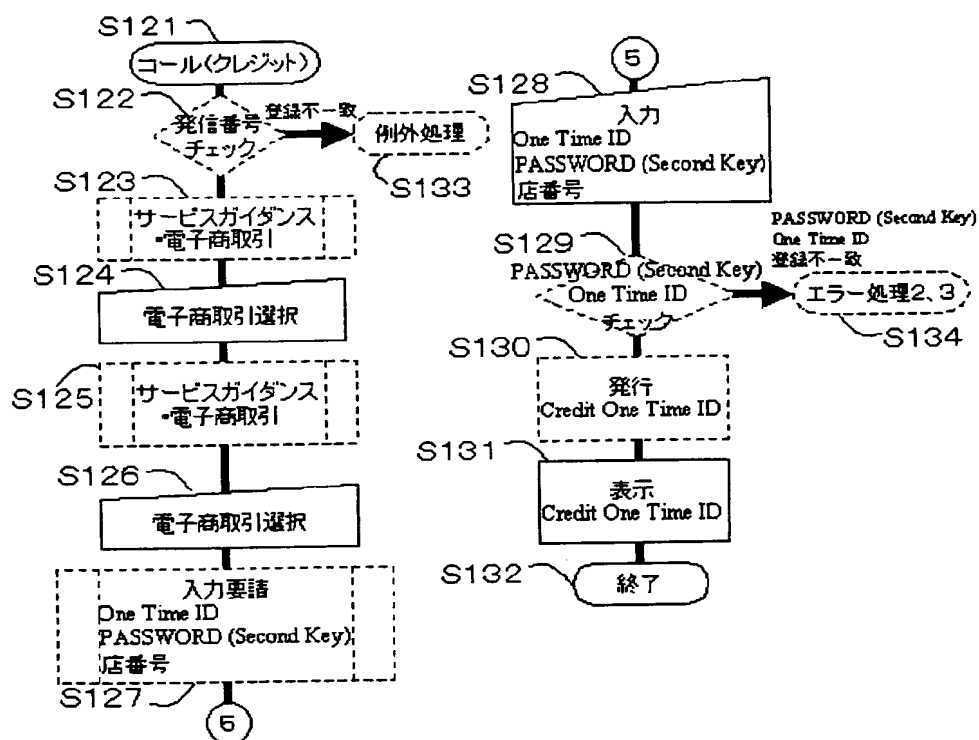 S121
コール(クレジット)
S122
発信番号
チェック
登録不一致
例外処理
S133
S123
サービスガイダンス
・電子商取引
S124
電子商取引選択
S125
サービスガイダンス
・電子商取引
S126
電子商取引選択
入力要請
One Time ID
PASSWORD (Second Key)
店番号
S127
5
5
S128
入力
One Time ID
PASSWORD (Second Key)
店番号
S129
PASSWORD (Second Key)
One Time ID
チェック
PASSWORD (Second Key)
One Time ID
登録不一致
エラー処理2、3
S134
S130
発行
Credit One Time ID
S131
表示
Credit One Time ID
S132
終了